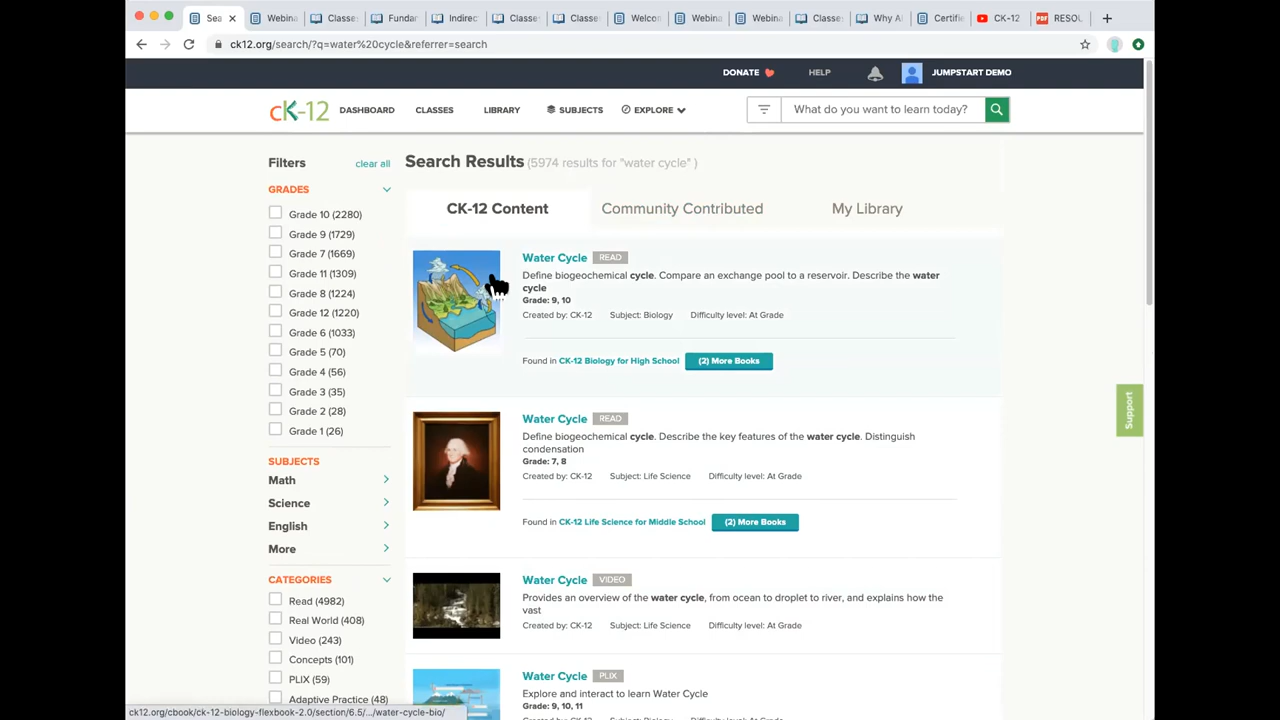 Sea
Webina
Classe
Fundar
Indirec
Classe
Classe
Welcon
Webina
Webina
Classe
Why A
Certifie
CK-12
RESOU
ck12.org/search/?q=water%20cycle&referrer=search
DONATE
HELP
JUMPSTART DEMO
cK-12
DASHBOARD
CLASSES
LIBRARY
SUBJECTS
EXPLORE
What do you want to learn today?
Filters
clear all
GRADES
Grade 10 (2280)
Grade 9 (1729)
Grade 7 (1669)
Grade 11 (1309)
Grade 8 (1224)
Grade 12 (1220)
Grade 6 (1033)
Grade 5 (70)
Grade 4 (56)
Grade 3 (35)
Grade 2 (28)
Grade 1 (26)
SUBJECTS
Math
Science
English
More
CATEGORIES
Read (4982)
Real World (408)
Video (243)
Concepts (101)
PLIX (59)
Adaptive Practice (48)
Search Results (5974 results for "water cycle" )
CK-12 Content
Community Contributed
My Library
Water Cycle READ
Define biogeochemical cycle. Compare an exchange pool to a reservoir. Describe the water
cycle
Grade: 9, 10
Created by: CK-12 Subject: Biology Difficulty level: At Grade
Found in CK-12 Biology for High School (2) More Books
Water Cycle READ
Define biogeochemical cycle. Describe the key features of the water cycle. Distinguish
condensation
Grade: 7, 8
Created by: CK-12 Subject: Life Science Difficulty level: At Grade
Found in CK-12 Life Science for Middle School (2) More Books
Water Cycle VIDEO
Provides an overview of the water cycle, from ocean to droplet to river, and explains how the
vast
Created by: CK-12 Subject: Life Science Difficulty level: At Grade
Water Cycle PLIX
Explore and interact to learn Water Cycle
Grade: 9, 10, 11
Support
ck12.org/cbook/ck-12-biology-flexbook-2.0/section/6.5/.../water-cycle-bio/